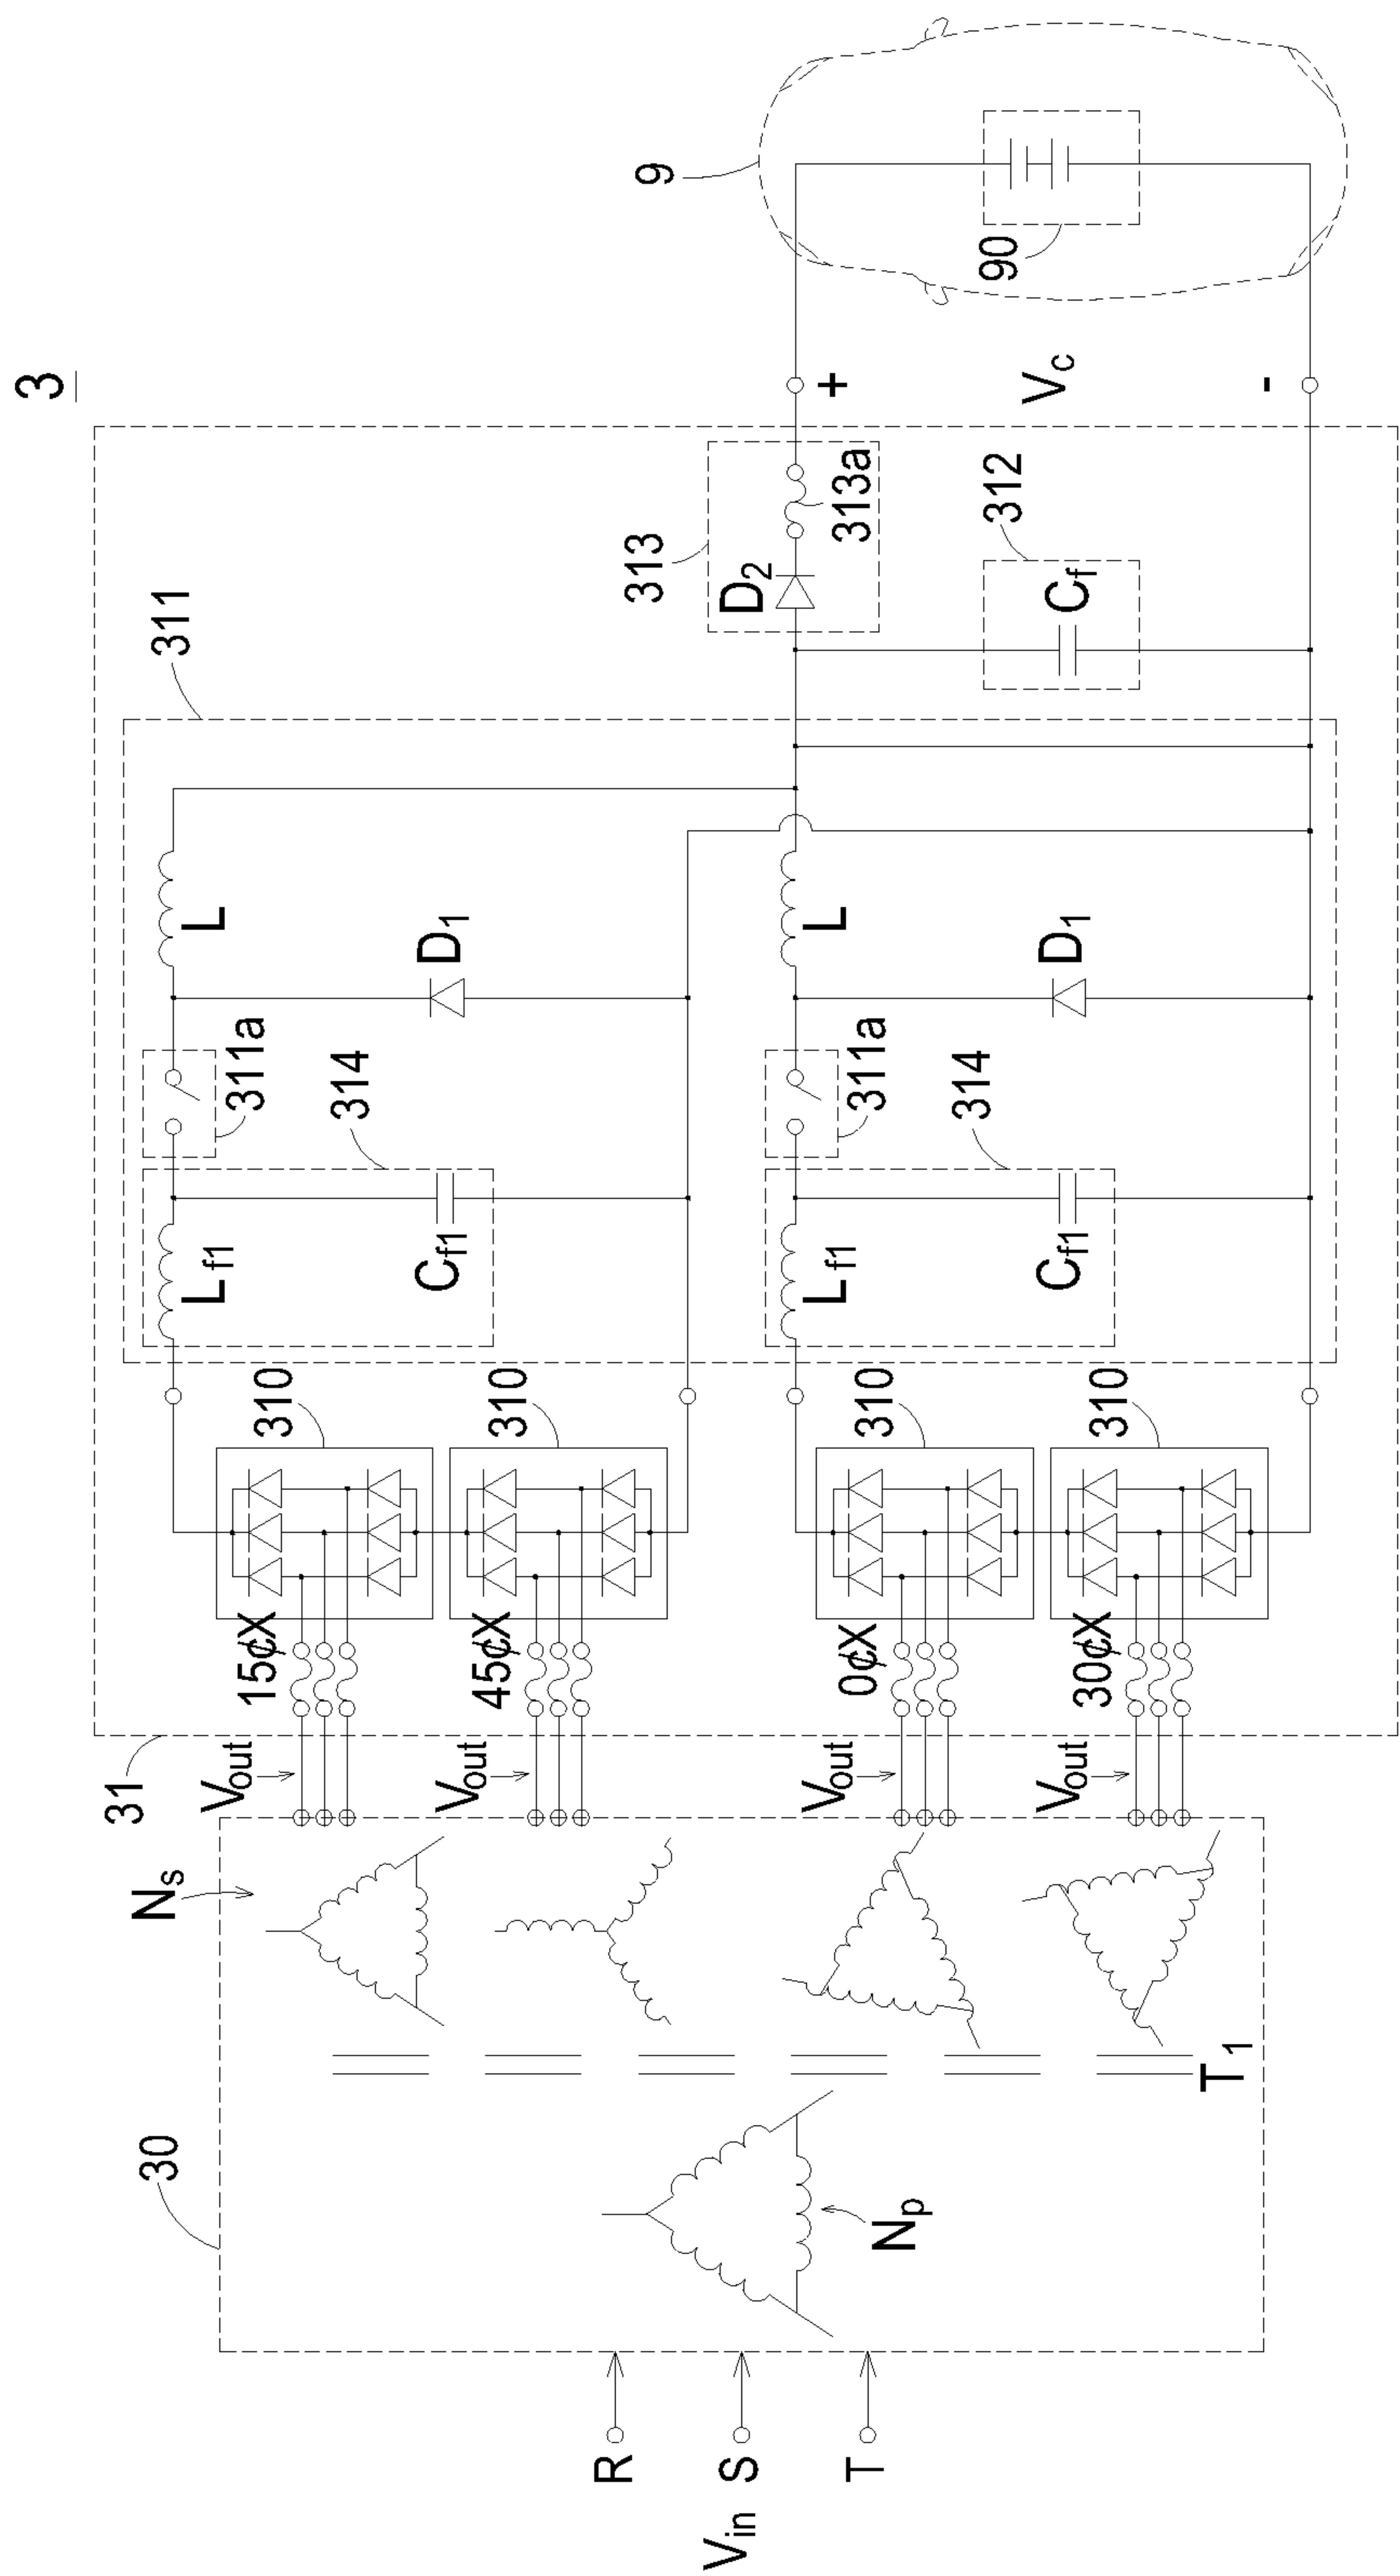 3
31
311
313
D2
313a
312
Cf
+
Vc
-
9
90
30
Ns
Np
T1
R
S
T
Vin
Vout
15¢X
310
Lf1
Cf1
314
311a
L
D1
Vout
45¢X
310
Vout
0¢X
310
Lf1
Cf1
314
311a
L
D1
Vout
30¢X
310